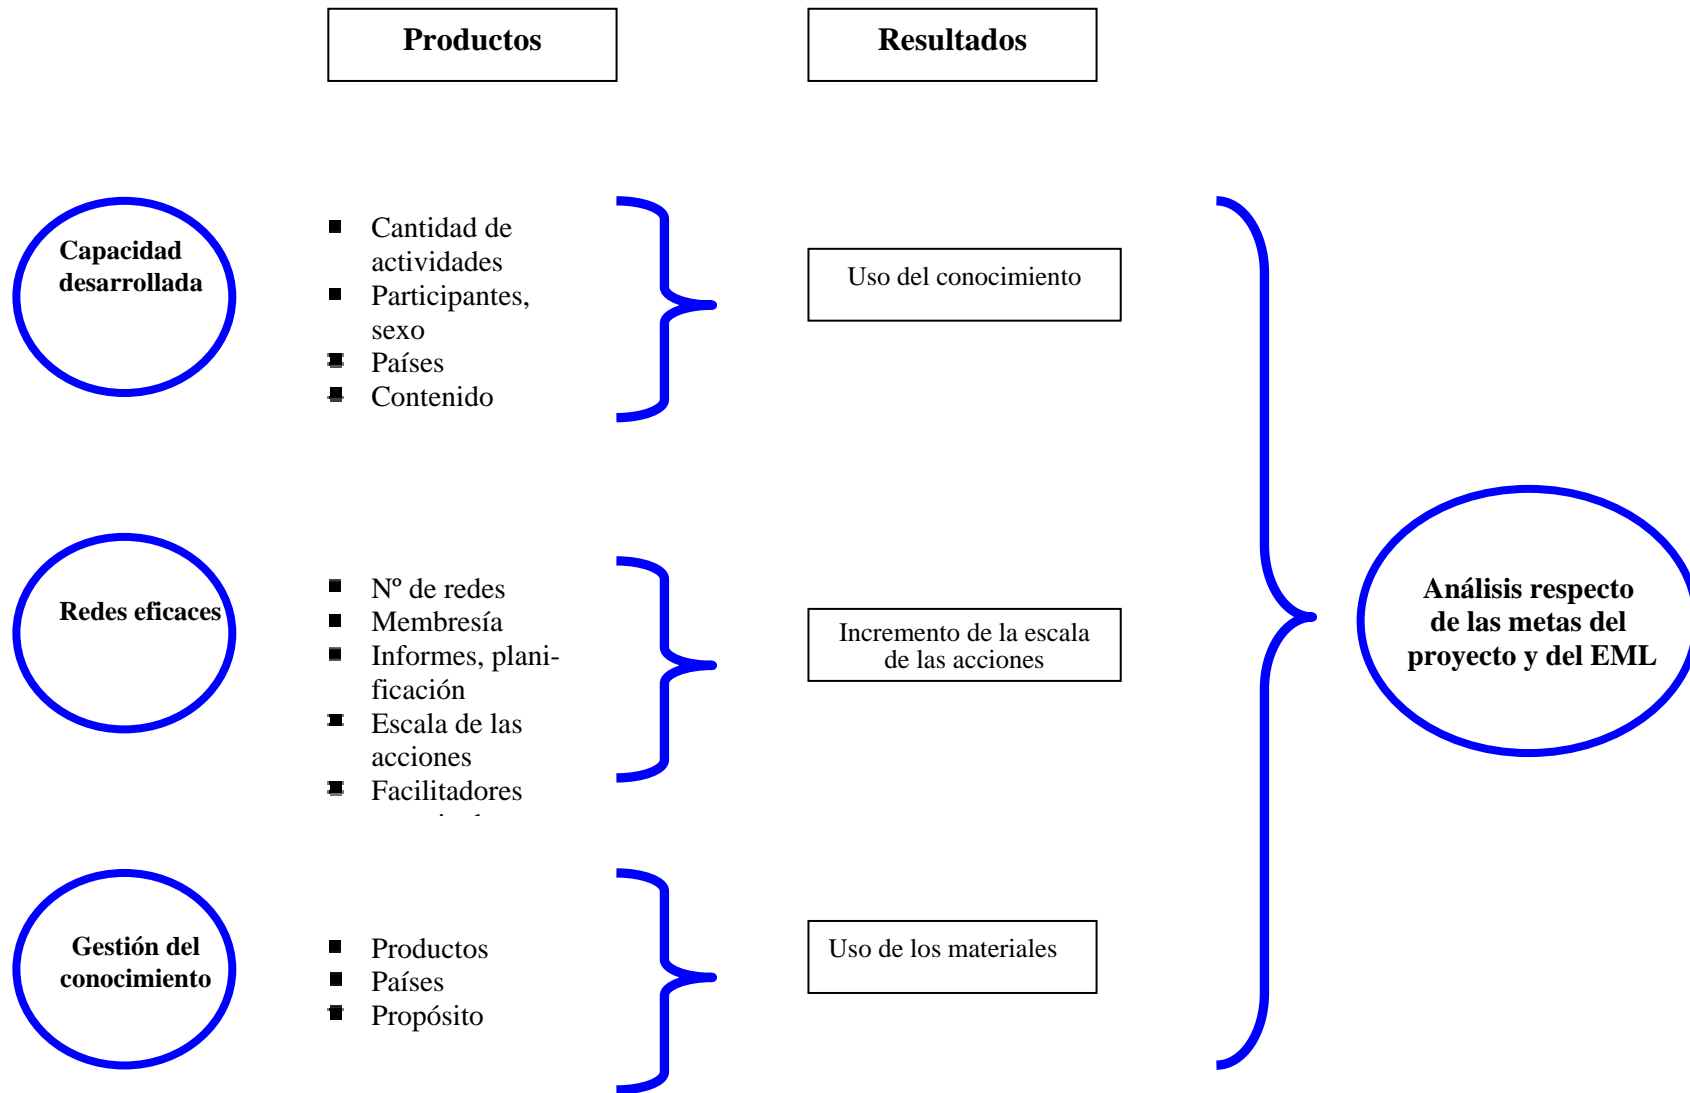 Productos
Resultados
Capacidad
desarrollada
■ Cantidad de
actividades
■ Participantes,
sexo
■ Países
■ Contenido
Uso del conocimiento
Redes eficaces
■ Nº de redes
■ Membresía
■ Informes, plani-
ficación
■ Escala de las
acciones
■ Facilitadores
Incremento de la escala
de las acciones
Gestión del
conocimiento
■ Productos
■ Países
■ Propósito
Uso de los materiales
Análisis respecto
de las metas del
proyecto y del EML